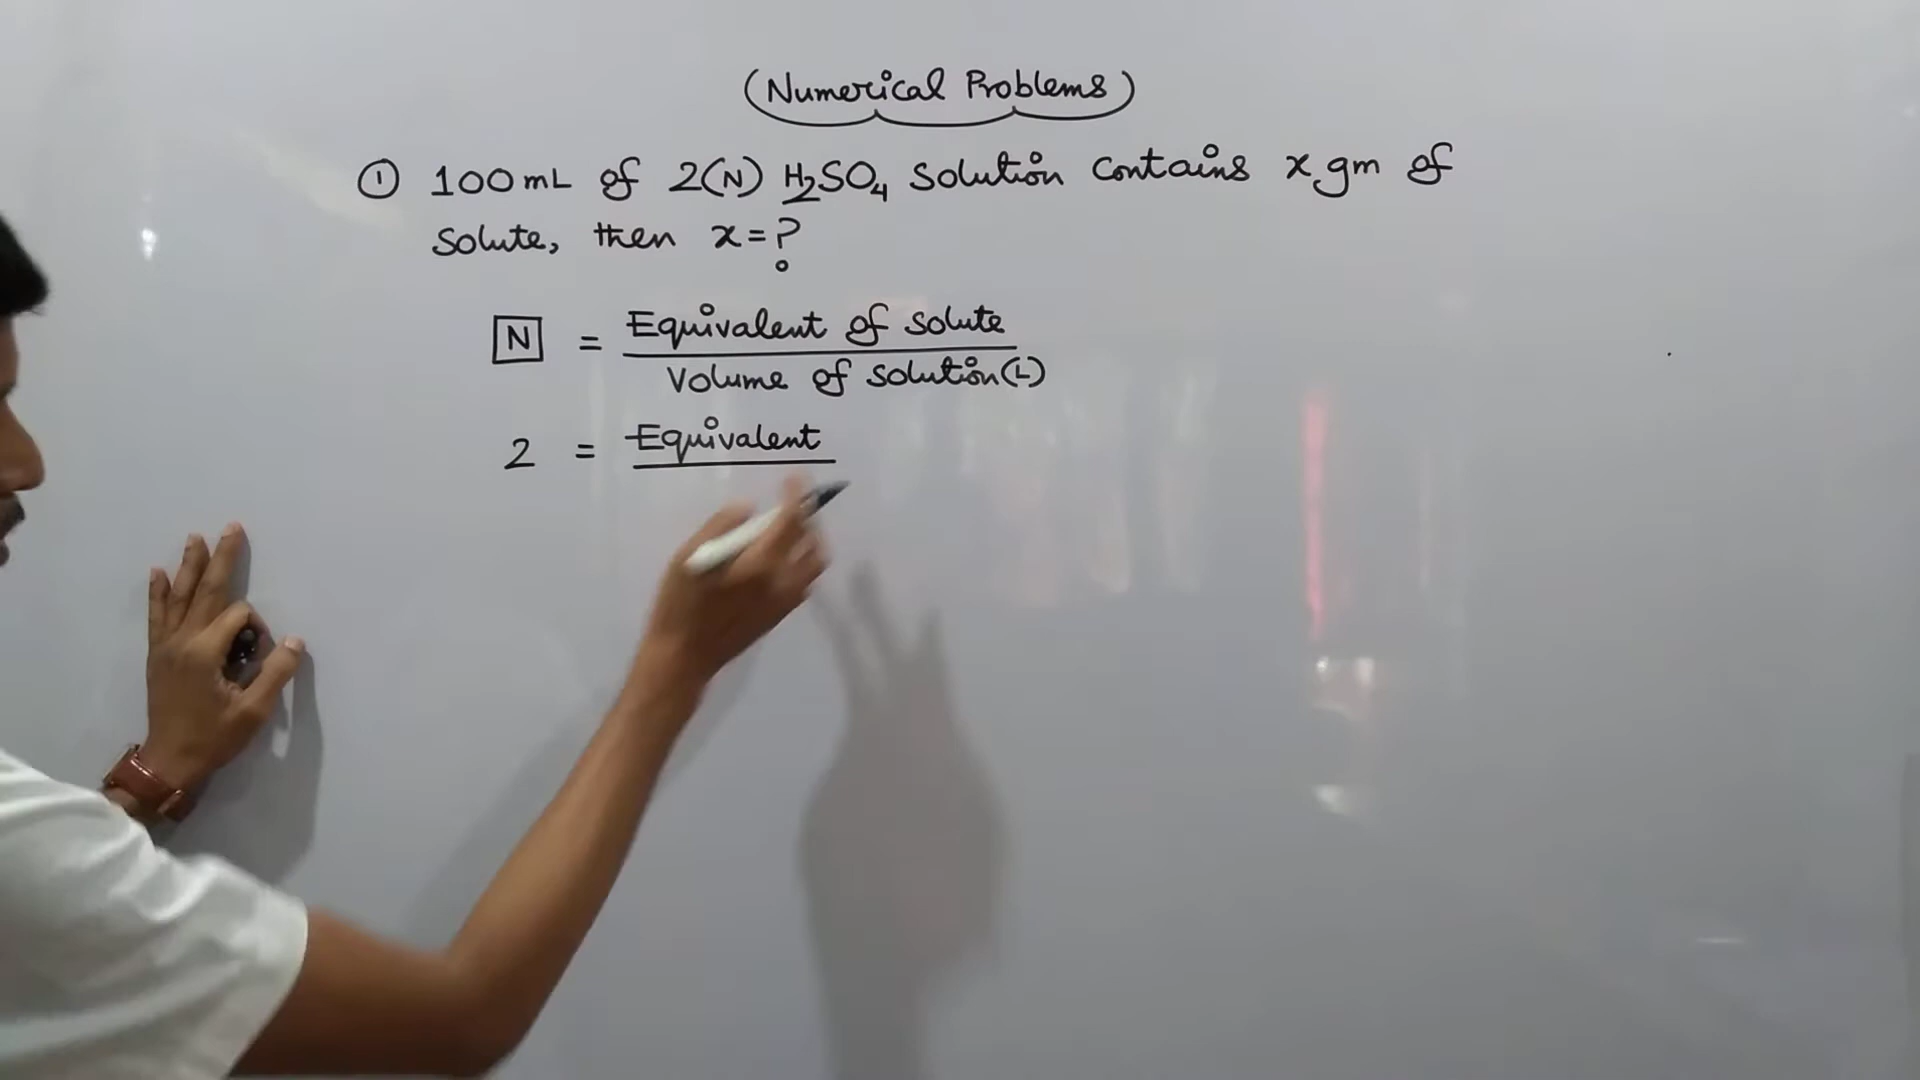 (Numerical Problems)
① 100 mL of 2(N) H₂SO₄ solution contains x gm of
solute, then x = ?
N = Equivalent of solute
Volume of solution(L)
2 = Equivalent